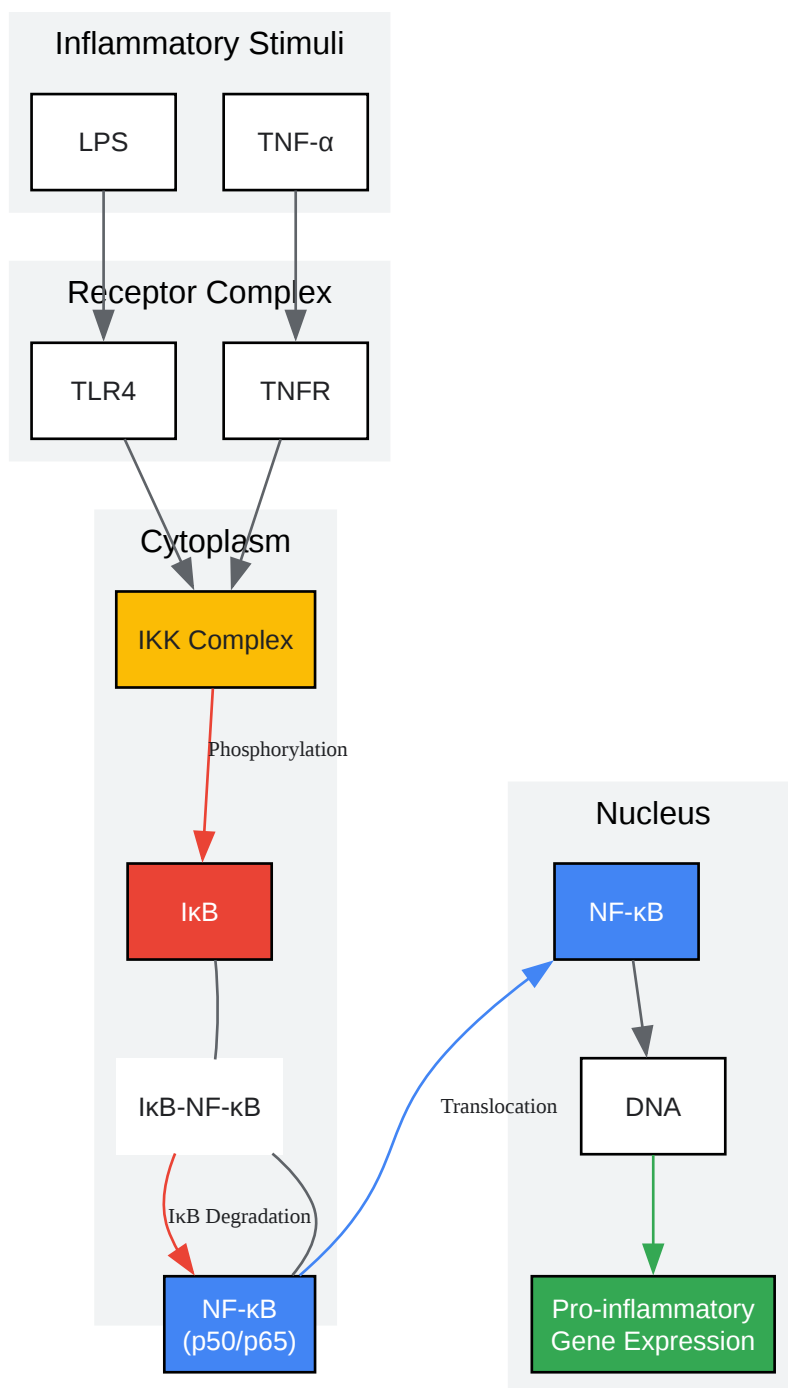 Inflammatory Stimuli
LPS
TNF-α
Receptor Complex
TLR4
TNFR
Cytoplasm
IKK Complex
Phosphorylation
IκB
IκB-NF-κB
IκB Degradation
NF-κB
(p50/p65)
Translocation
Nucleus
NF-κB
DNA
Pro-inflammatory
Gene Expression